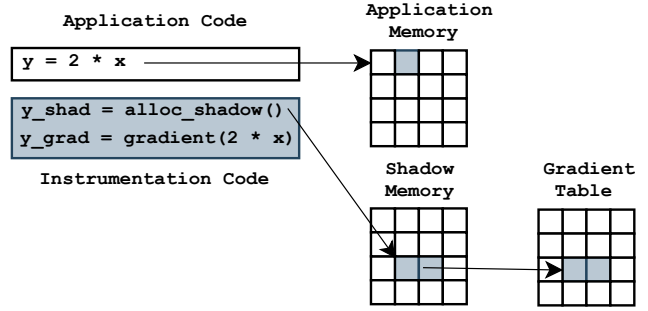 Application Code
Application
Memory
y = 2 * x
y_shad = alloc_shadow()
y_grad = gradient(2 * x)
Instrumentation Code
Shadow
Memory
Gradient
Table